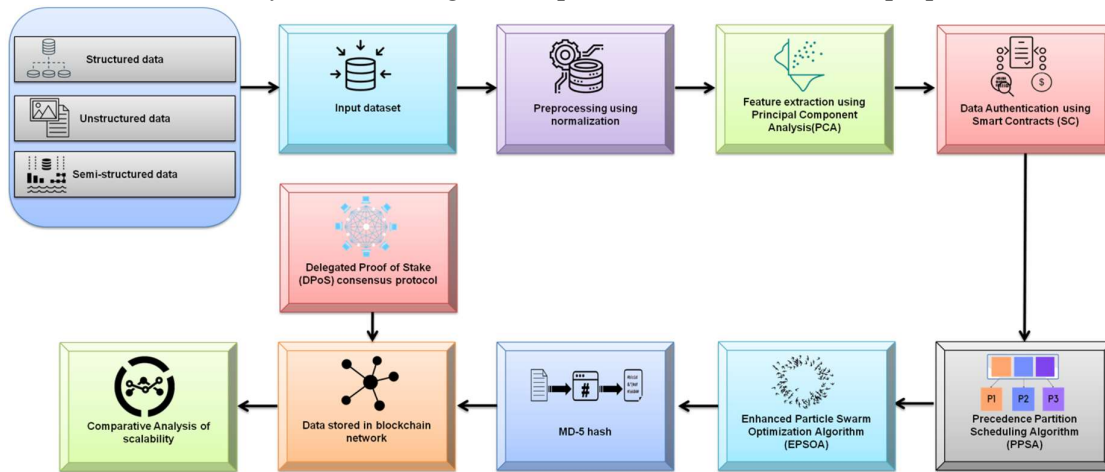 Structured data
Unstructured data
Semi-structured data
Input dataset
Preprocessing using
normalization
Feature extraction using
Principal Component
Analysis(PCA)
$
Data Authentication using
Smart Contracts (SC)
Delegated Proof of Stake
(DPoS) consensus protocol
P1 P2 P3
Precedence Partition
Scheduling Algorithm
(PPSA)
Enhanced Particle Swarm
Optimization Algorithm
(EPSOA)
#
MD-5 hash
Data stored in blockchain
network
Comparative Analysis of
scalability